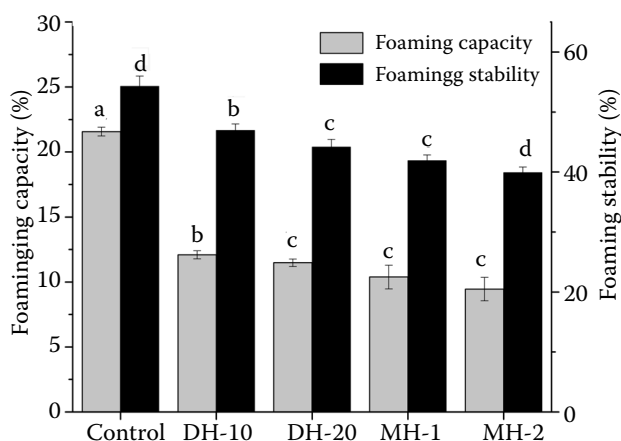 30
25
20
15
10
5
0
Foaminging capacity (%)
Foaming capacity
Foamingg stability
a
d
b
b
c
c
c
c
c
d
60
40
20
0
Foaming stability (%)
Control DH-10 DH-20 MH-1 MH-2